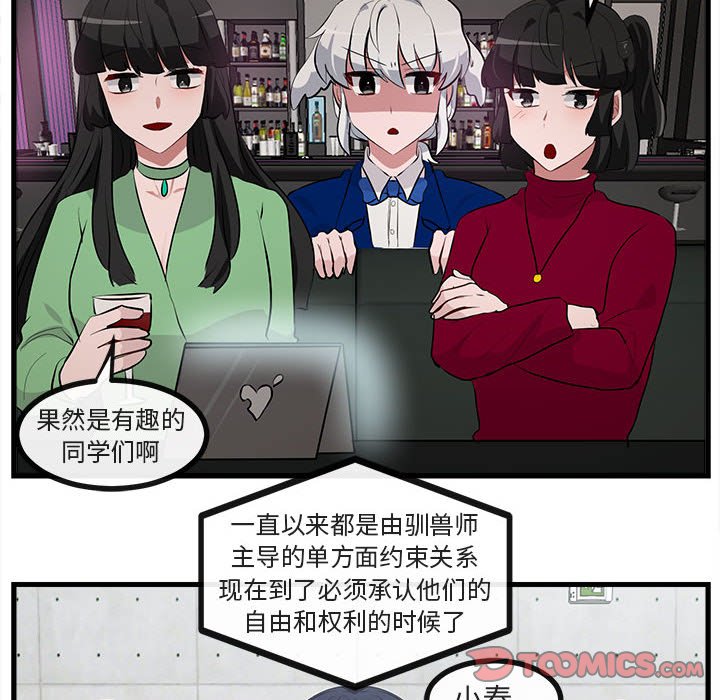 果然是有趣的
同学们啊
一直以来都是由驯兽师
主导的单方面约束关系
现在到了必须承认他们的
自由和权利的时候了
小春
TOOMICS.COM